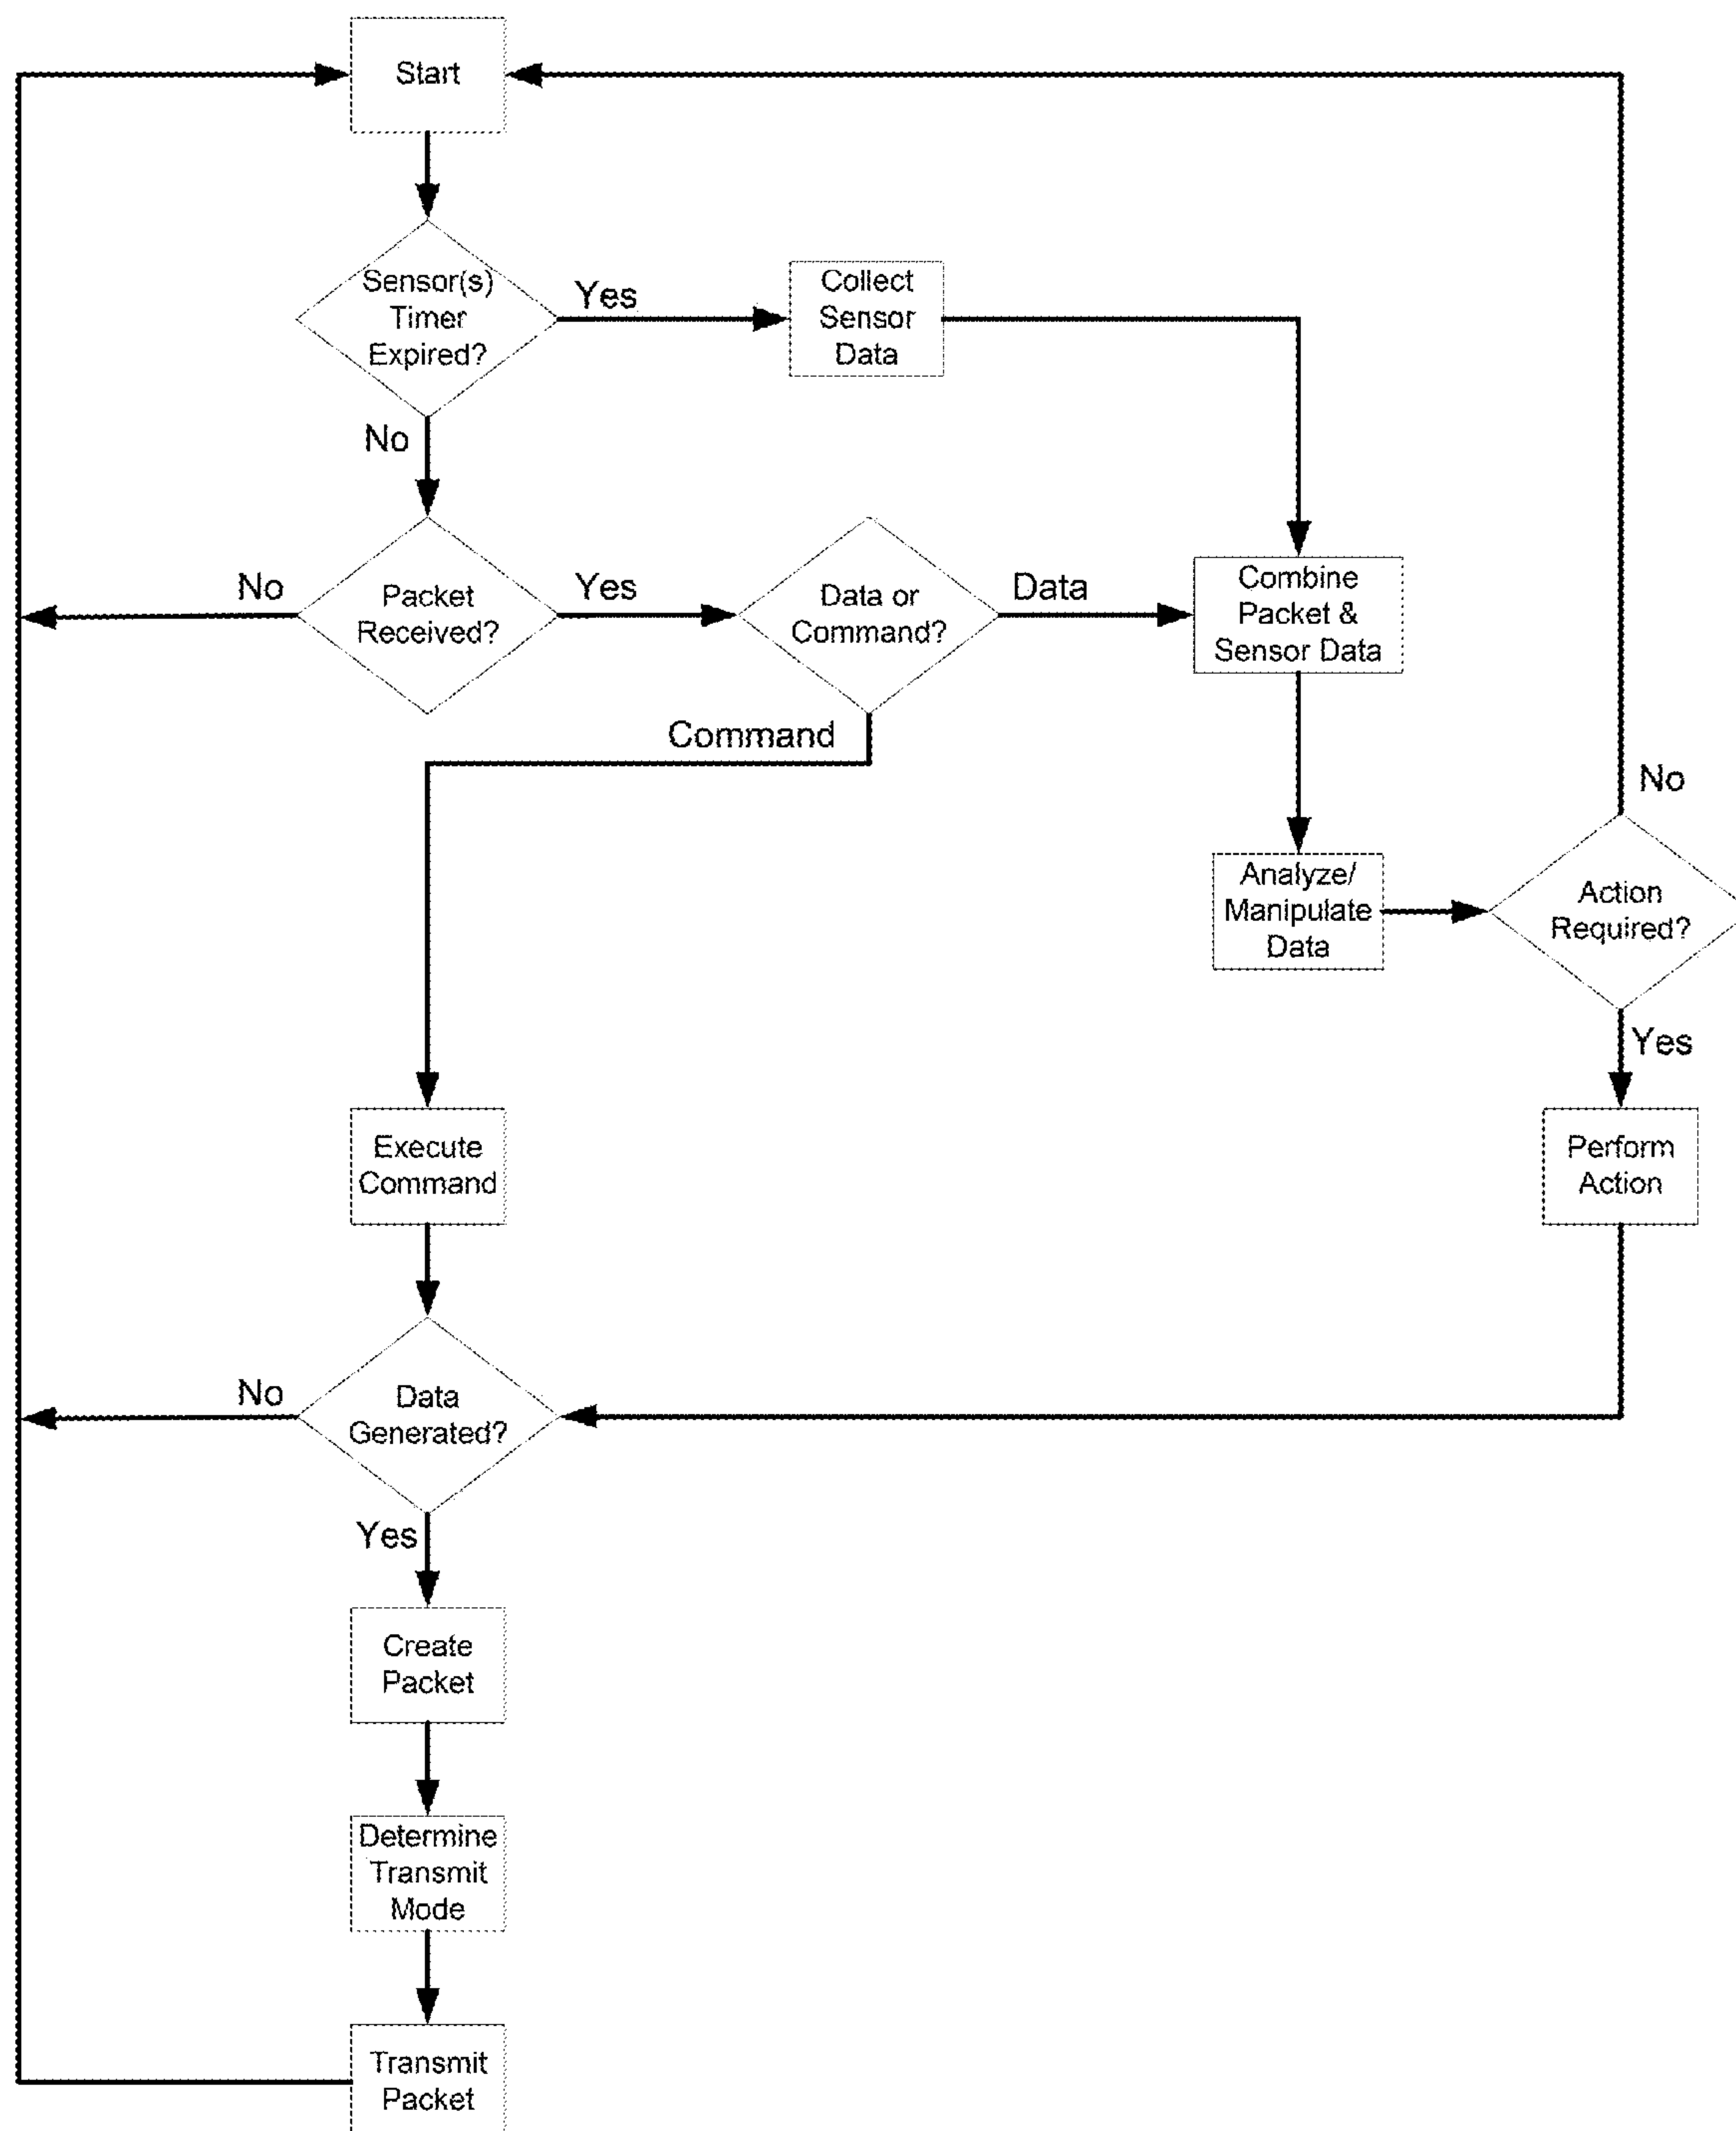 Start
Sensor(s)
Timer
Expired?
Yes
Collect
Sensor
Data
No
No
Packet
Received?
Yes
Data or
Command?
Data
Combine
Packet &
Sensor Data
Command
No
Analyze/
Manipulate
Data
Action
Required?
Yes
Execute
Command
Perform
Action
No
Data
Generated?
Yes
Create
Packet
Determine
Transmit
Mode
Transmit
Packet